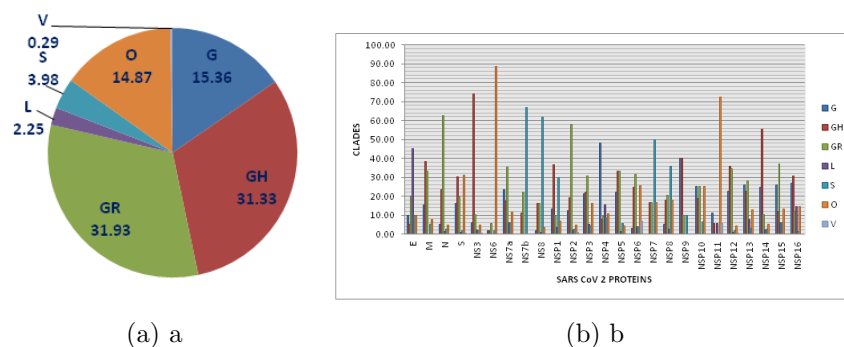 V
0.29
S
3.98
L
2.25
O
14.87
G
15.36
GH
31.33
GR
31.93
100.00
90.00
80.00
70.00
60.00
50.00
40.00
30.00
20.00
10.00
0.00
CLADES
E
M
N
S
NS3
NS6
NS7a
NS7b
NS8
NSP1
NSP2
NSP3
NSP4
NSP5
NSP6
NSP7
NSP8
NSP9
NSP10
NSP11
NSP12
NSP13
NSP14
NSP15
NSP16
SARS CoV 2 PROTEINS
G
GH
GR
L
S
O
V
(a) a
(b) b